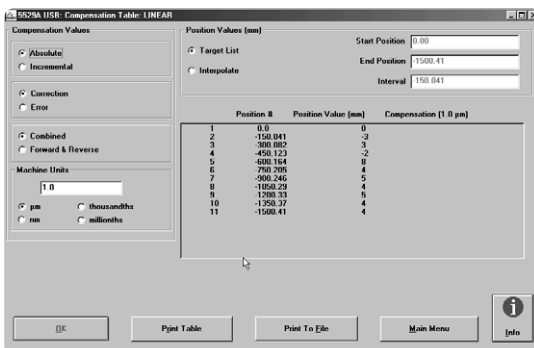 5529A USB: Compensation Table: LINEAR
Compensation Values
Absolute
Incremental
Correction
Error
Combined
Forward & Reverse
Machine Units
1.0
µm
thousandths
nm
millionths
Position Values (mm)
Target List
Interpolate
Start Position 0.00
End Position -1500.41
Interval -150.041
Position # Position Value (mm) Compensation (1.0 µm)
1 0.0 0
2 -150.041 -3
3 -300.082 3
4 -450.123 -2
5 -600.164 8
6 -750.205 4
7 -900.246 5
8 -1050.29 4
9 -1200.33 5
10 -1350.37 4
11 -1500.41 4
OK
Print Table
Print To File
Main Menu
Info